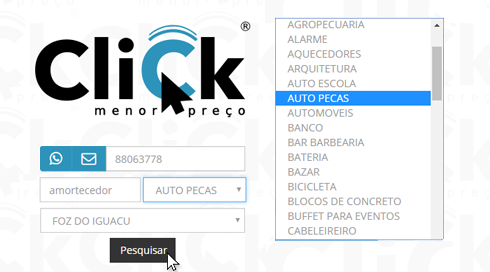 CliCk®
menor preço
88063778
amortecedor
AUTO PECAS
FOZ DO IGUACU
Pesquisar
AGROPECUARIA
ALARME
AQUECEDORES
ARQUITETURA
AUTO ESCOLA
AUTO PECAS
AUTOMOVEIS
BANCO
BAR BARBEARIA
BATERIA
BAZAR
BICICLETA
BLOCOS DE CONCRETO
BUFFET PARA EVENTOS
CABELEIREIRO